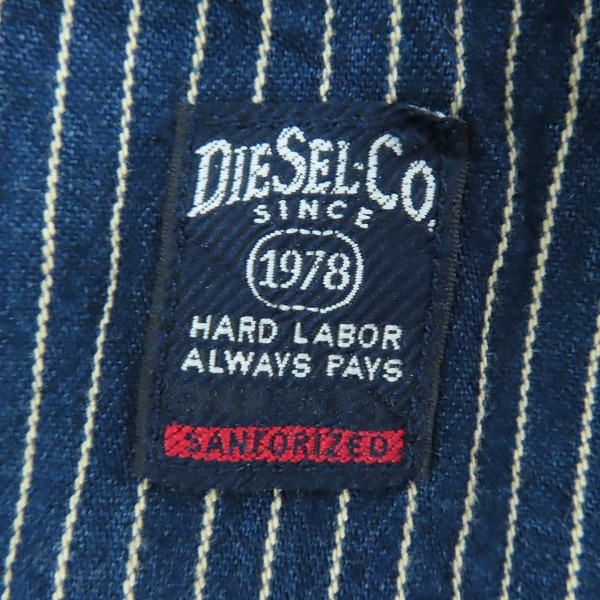 DIESEL-CO.
SINCE
1978
HARD LABOR
ALWAYS PAYS
SANFORIZED